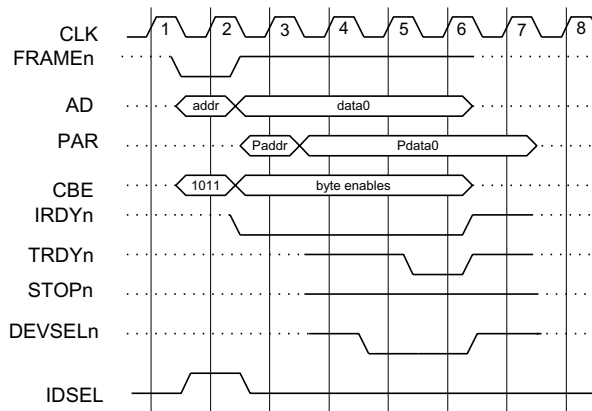 CLK 1 2 3 4 5 6 7 8
FRAMEn
AD addr data0
PAR Paddr Pdata0
CBE 1011 byte enables
IRDYn
TRDYn
STOPn
DEVSELn
IDSEL